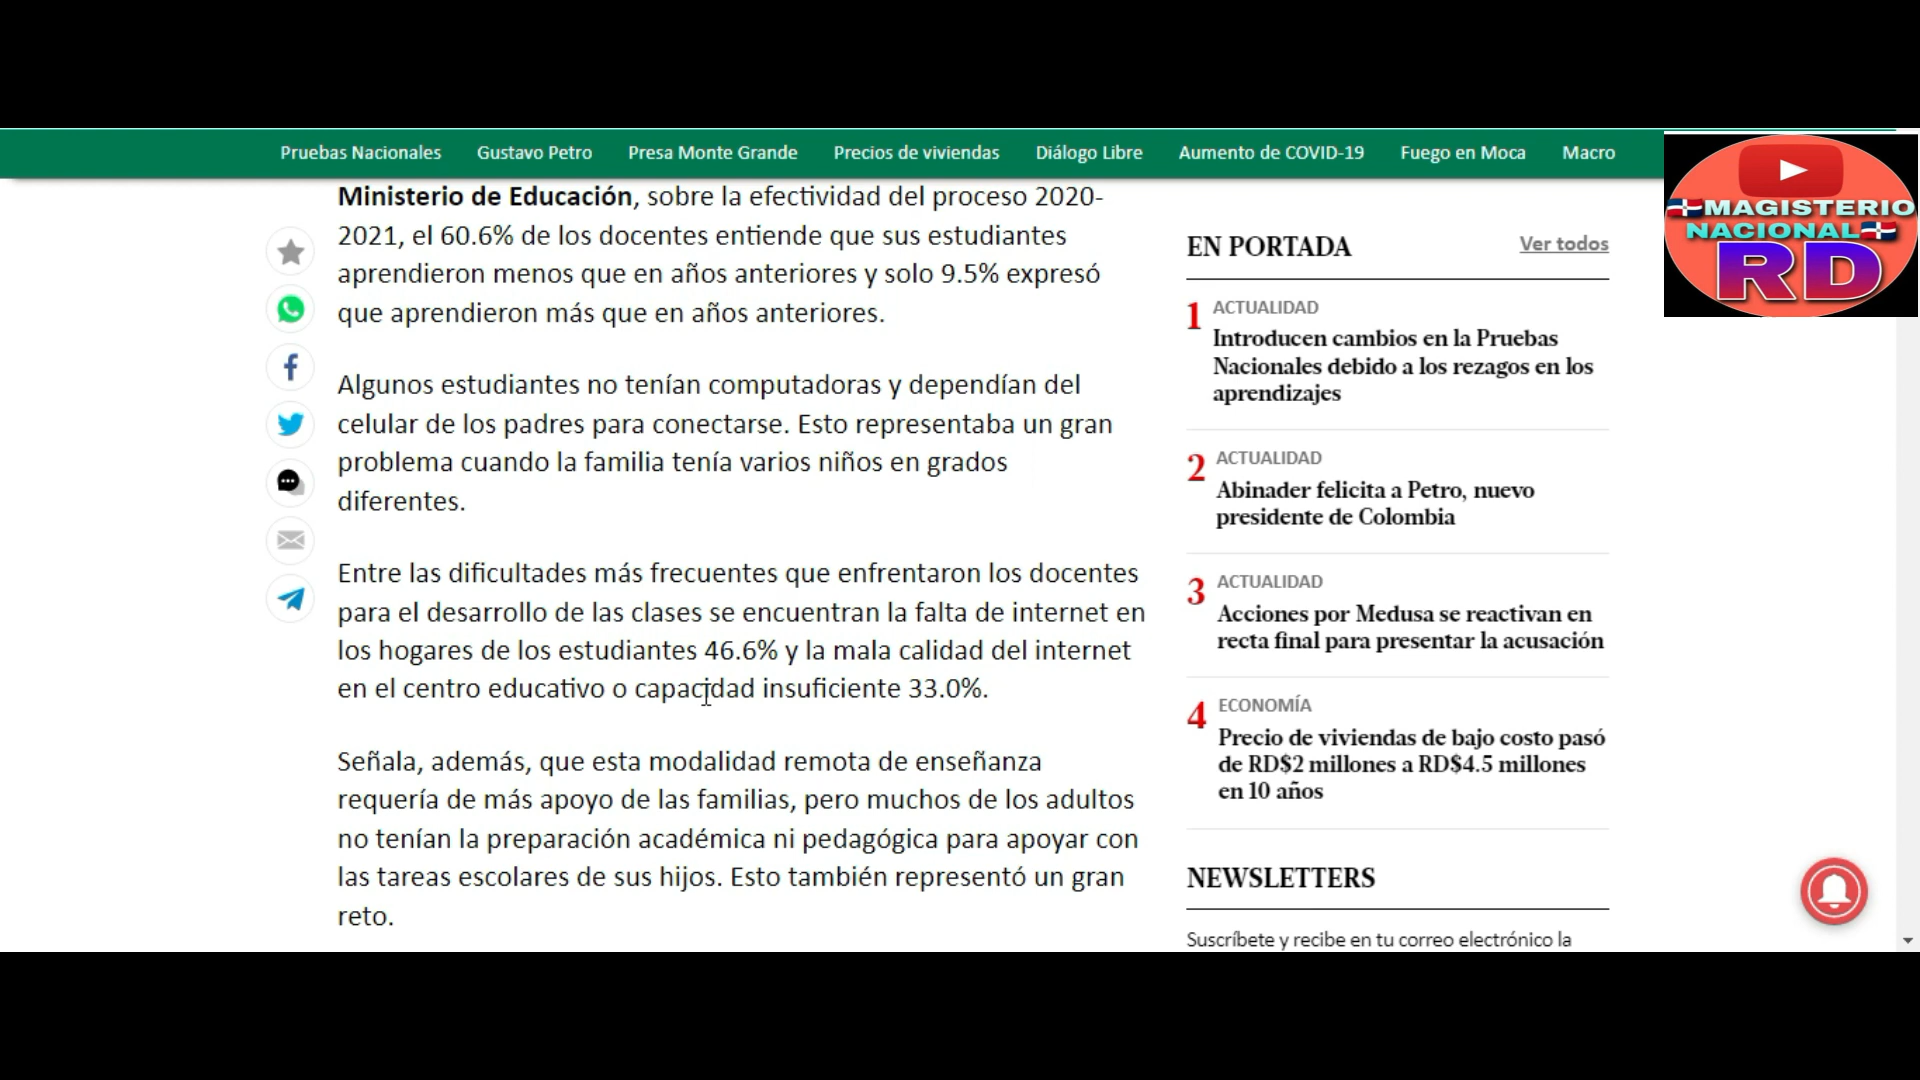 Pruebas Nacionales Gustavo Petro Presa Monte Grande Precios de viviendas Diálogo Libre Aumento de COVID-19 Fuego en Moca Macro
MAGISTERIO
NACIONAL
RD
Ministerio de Educación, sobre la efectividad del proceso 2020-
2021, el 60.6% de los docentes entiende que sus estudiantes
aprendieron menos que en años anteriores y solo 9.5% expresó
que aprendieron más que en años anteriores.
Algunos estudiantes no tenían computadoras y dependían del
celular de los padres para conectarse. Esto representaba un gran
problema cuando la familia tenía varios niños en grados
diferentes.
Entre las dificultades más frecuentes que enfrentaron los docentes
para el desarrollo de las clases se encuentran la falta de internet en
los hogares de los estudiantes 46.6% y la mala calidad del internet
en el centro educativo o capacidad insuficiente 33.0%.
Señala, además, que esta modalidad remota de enseñanza
requería de más apoyo de las familias, pero muchos de los adultos
no tenían la preparación académica ni pedagógica para apoyar con
las tareas escolares de sus hijos. Esto también representó un gran
reto.
EN PORTADA Ver todos
1 ACTUALIDAD
Introducen cambios en la Pruebas
Nacionales debido a los rezagos en los
aprendizajes
2 ACTUALIDAD
Abinader felicita a Petro, nuevo
presidente de Colombia
3 ACTUALIDAD
Acciones por Medusa se reactivan en
recta final para presentar la acusación
4 ECONOMÍA
Precio de viviendas de bajo costo pasó
de RD$2 millones a RD$4.5 millones
en 10 años
NEWSLETTERS
Suscríbete y recibe en tu correo electrónico la